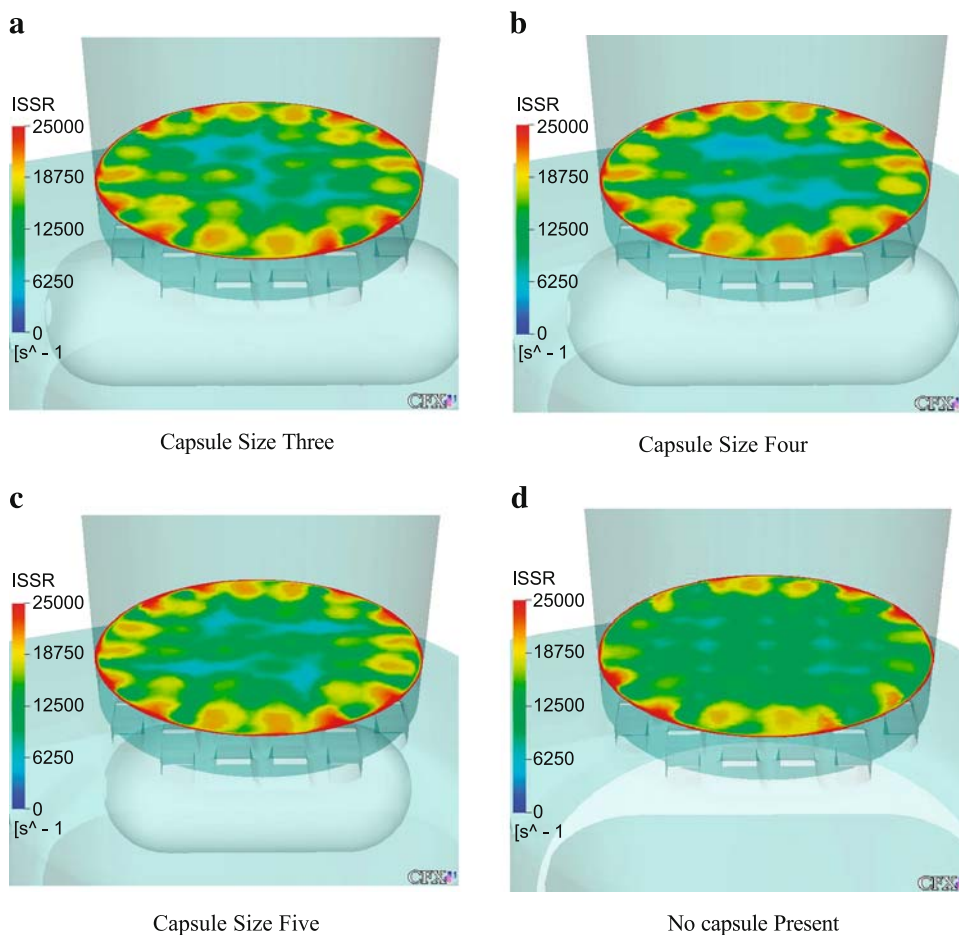 a
ISSR
25000
18750
12500
6250
0
[s^ - 1
CFX
Capsule Size Three
b
ISSR
25000
18750
12500
6250
0
[s^ - 1
CFX
Capsule Size Four
c
ISSR
25000
18750
12500
6250
0
[s^ - 1
CFX
Capsule Size Five
d
ISSR
25000
18750
12500
6250
0
[s^ - 1
CFX
No capsule Present